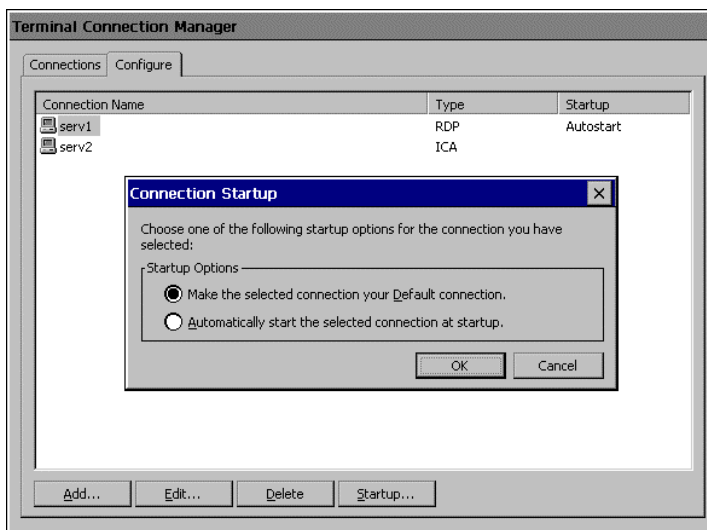 Terminal Connection Manager
Connections Configure
Connection Name Type Startup
serv1 RDP Autostart
serv2 ICA
Connection Startup
Choose one of the following startup options for the connection you have
selected:
Startup Options
Make the selected connection your Default connection.
Automatically start the selected connection at startup.
OK Cancel
Add... Edit... Delete Startup...